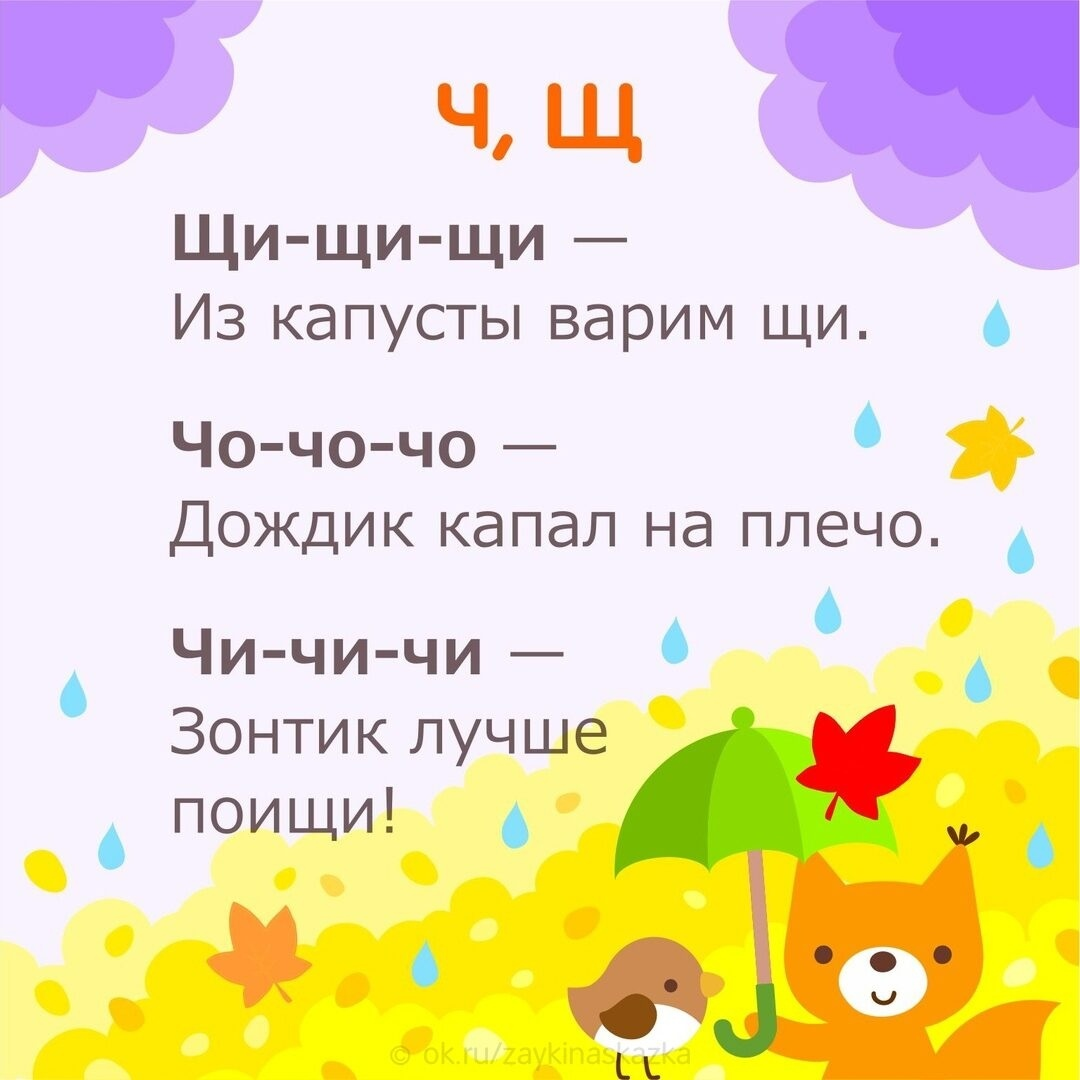 Ч, Щ
Щи-щи-щи —
Из капусты варим щи.
Чо-чо-чо —
Дождик капал на плечо.
Чи-чи-чи —
Зонтик лучше
поищи!
© ok.ru/zaykinaskazka